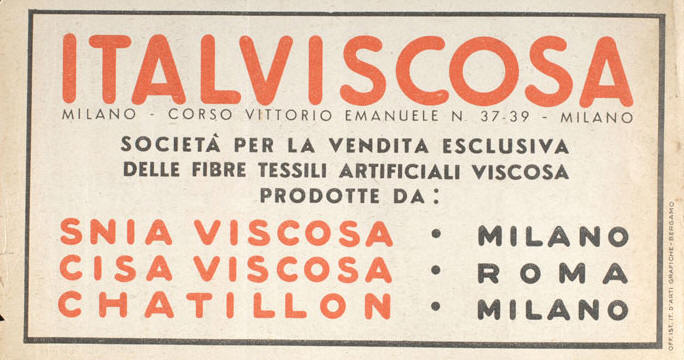 ITALVISCOSA
MILANO - CORSO VITTORIO EMANUELE N. 37-39 - MILANO
SOCIETÀ PER LA VENDITA ESCLUSIVA
DELLE FIBRE TESSILI ARTIFICIALI VISCOSA
PRODOTTE DA:
SNIA VISCOSA • MILANO
CISA VISCOSA • ROMA
CHATILLON • MILANO
OFF. IST. IT. D'ARTI GRAFICHE - BERGAMO